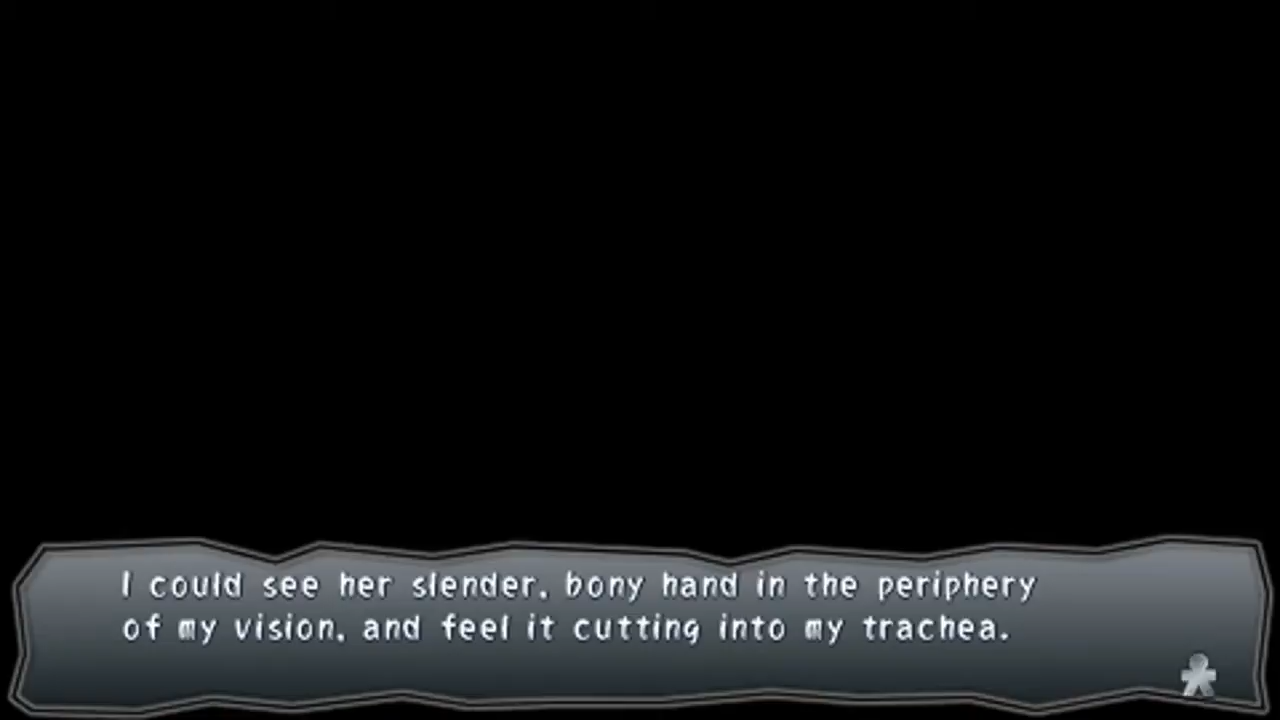 I could see her slender, bony hand in the periphery
of my vision, and feel it cutting into my trachea.